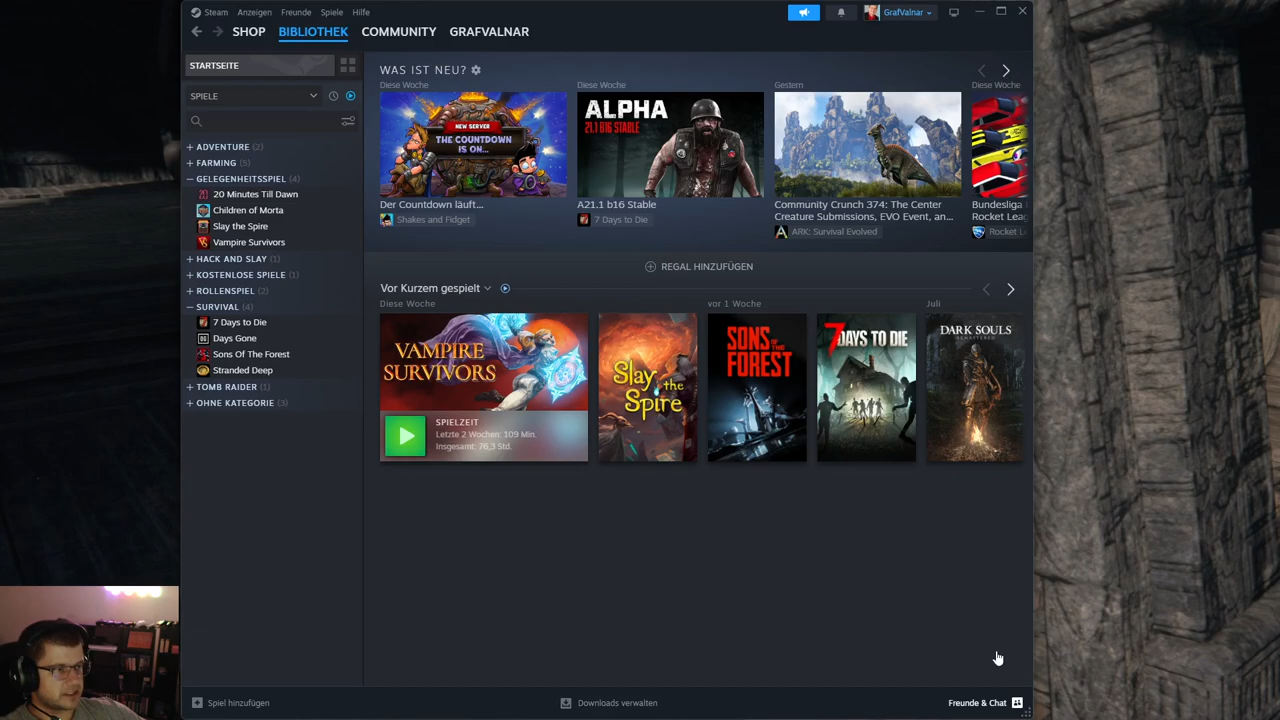 Steam Anzeigen Freunde Spiele Hilfe
GrafValnar
SHOP BIBLIOTHEK COMMUNITY GRAFVALNAR
STARTSEITE
SPIELE
ADVENTURE (2)
FARMING (5)
GELEGENHEITSSPIEL (4)
20 Minutes Till Dawn
Children of Morta
Slay the Spire
Vampire Survivors
HACK AND SLAY (1)
KOSTENLOSE SPIELE (1)
ROLLENSPIEL (2)
SURVIVAL (4)
7 Days to Die
Days Gone
Sons Of The Forest
Stranded Deep
TOMB RAIDER (1)
OHNE KATEGORIE (3)
WAS IST NEU?
Diese Woche
NEW SERVER
THE COUNTDOWN
IS ON...
Der Countdown läuft...
Shakes and Fidget
Diese Woche
ALPHA
21.1 B16 STABLE
A21.1 b16 Stable
7 Days to Die
Gestern
Community Crunch 374: The Center
Creature Submissions, EVO Event, an...
ARK: Survival Evolved
Diese Woche
Bundesliga
Rocket Leag
Rocket L
REGAL HINZUFÜGEN
Vor Kurzem gespielt
Diese Woche
VAMPIRE
SURVIVORS
SPIELZEIT
Letzte 2 Wochen: 109 Min.
Insgesamt: 76,3 Std.
Slay the
Spire
vor 1 Woche
SONS
OF THE
FOREST
7 DAYS TO DIE
Juli
DARK SOULS
REMASTERED
Spiel hinzufügen
Downloads verwalten
Freunde & Chat